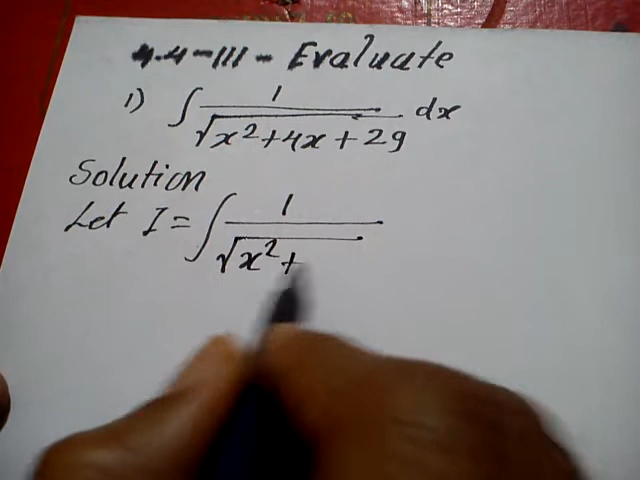 4.4-III - Evaluate
1) ∫ 1/√(x²+4x+29) dx
Solution
Let I = ∫ 1/√(x²+